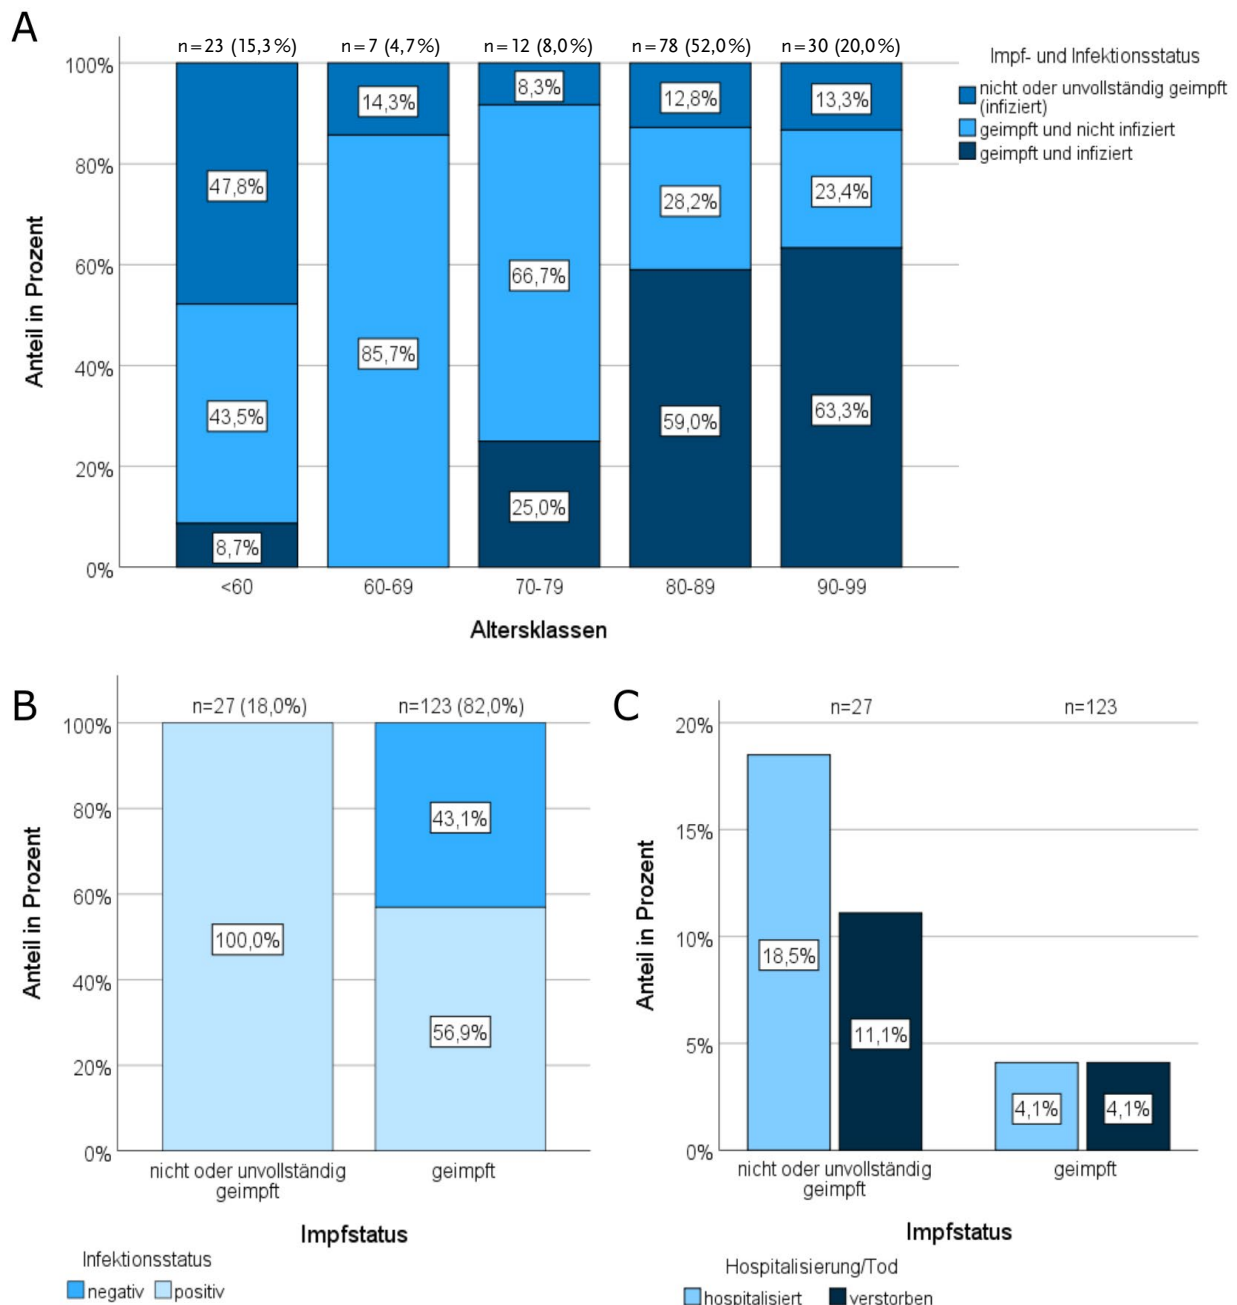 A
n=23 (15,3%)
n=7 (4,7%)
n=12 (8,0%)
n=78 (52,0%)
n=30 (20,0%)
Impf- und Infektionsstatus
nicht oder unvollständig geimpft
(infiziert)
geimpft und nicht infiziert
geimpft und infiziert
Anteil in Prozent
100%
80%
60%
40%
20%
0%
47,8%
43,5%
8,7%
14,3%
85,7%
8,3%
66,7%
25,0%
12,8%
28,2%
59,0%
13,3%
23,4%
63,3%
<60
60-69
70-79
80-89
90-99
Altersklassen
B
n=27 (18,0%)
n=123 (82,0%)
Anteil in Prozent
100%
80%
60%
40%
20%
0%
100,0%
43,1%
56,9%
nicht oder unvollständig
geimpft
geimpft
Impfstatus
Infektionsstatus
negativ
positiv
C
n=27
n=123
Anteil in Prozent
20%
15%
10%
5%
0%
18,5%
11,1%
4,1%
4,1%
nicht oder unvollständig
geimpft
geimpft
Impfstatus
Hospitalisierung/Tod
hospitalisiert
verstorben